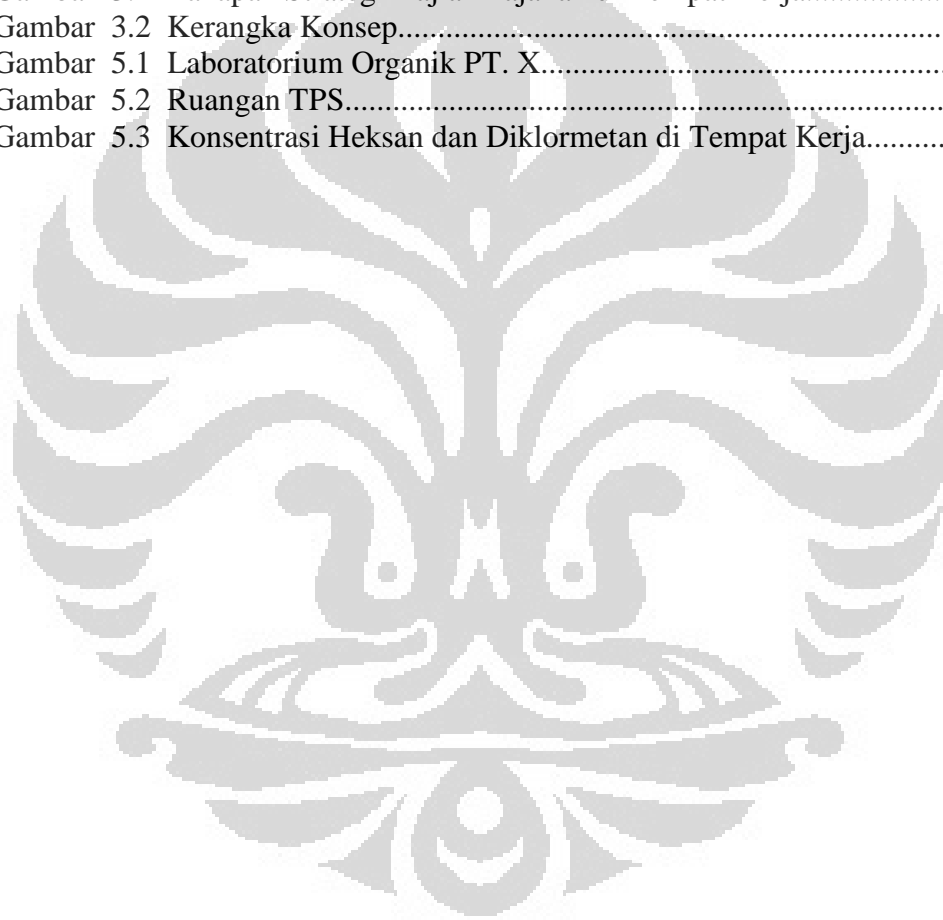 Gambar 3.2 Kerangka Konsep..........................................................................
Gambar 5.1 Laboratorium Organik PT. X......................................................
Gambar 5.2 Ruangan TPS................................................................................
Gambar 5.3 Konsentrasi Heksan dan Diklormetan di Tempat Kerja..........